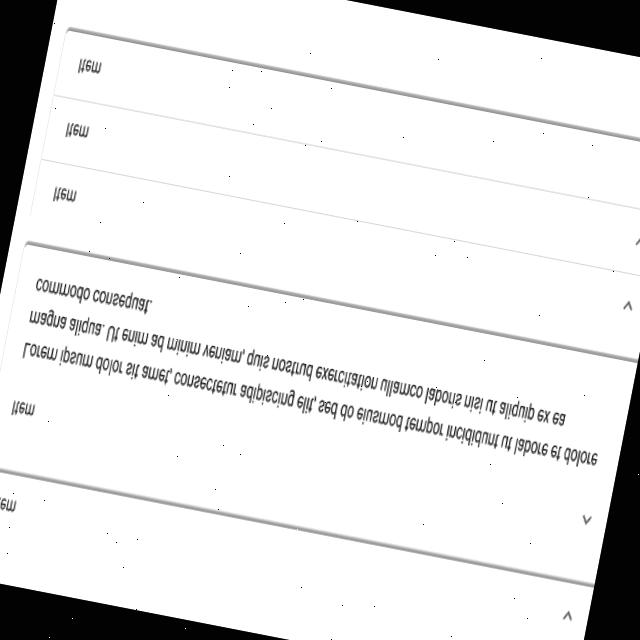 tem
Item
Lorem ipsum dolor sit amet, consectetur adipiscing elit, sed do eiusmod tempor incididunt ut labore et dolore
magna aliqua. Ut enim ad minim veniam, quis nostrud exercitation ullamco laboris nisi ut aliquip ex ea
commodo consequat.
Item
Item
Item